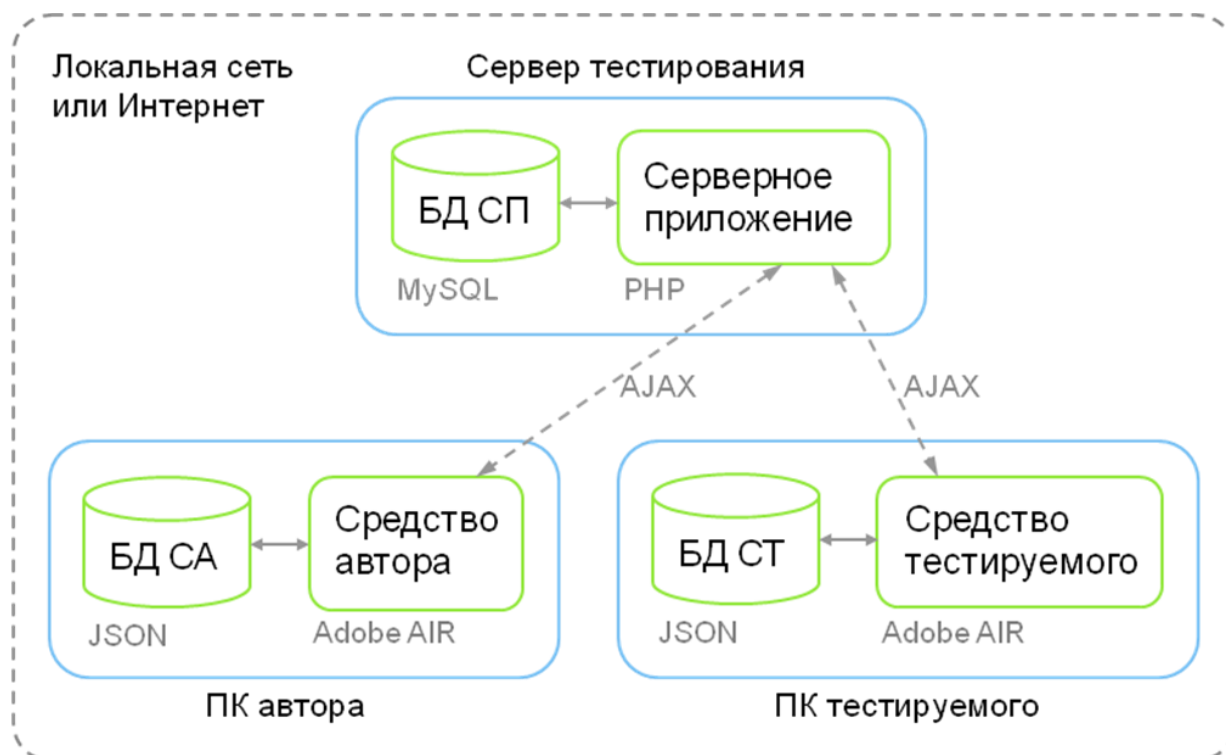 Локальная сеть
или Интернет
Сервер тестирования
БД СП
Серверное
приложение
MySQL
PHP
AJAX
AJAX
БД СА
Средство
автора
JSON
Adobe AIR
ПК автора
БД СТ
Средство
тестируемого
JSON
Adobe AIR
ПК тестируемого